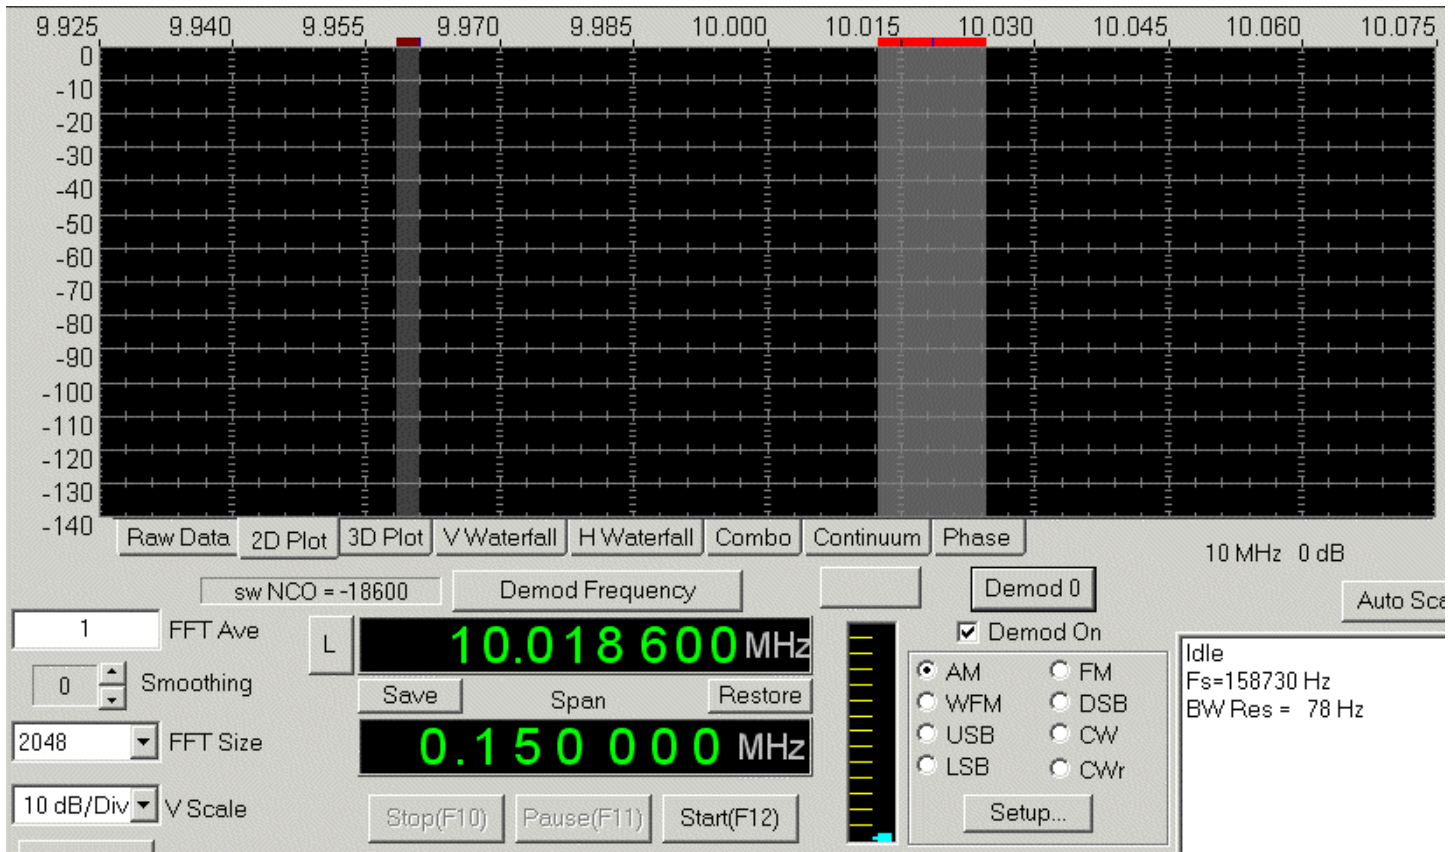 9.925 9.940 9.955 9.970 9.985 10.000 10.015 10.030 10.045 10.060 10.075
0
-10
-20
-30
-40
-50
-60
-70
-80
-90
-100
-110
-120
-130
-140
Raw Data 2D Plot 3D Plot V Waterfall H Waterfall Combo Continuum Phase
10 MHz 0 dB
sw NCO = -18600 Demod Frequency Demod 0
Auto Sca
1 FFT Ave L 10.018 600 MHz Demod On
0 Smoothing Save Span Restore
2048 FFT Size 0.150 000 MHz
10 dB/Div V Scale Stop(F10) Pause(F11) Start(F12)
AM FM
WFM DSB
USB CW
LSB CWr
Setup...
Idle
Fs=158730 Hz
BW Res = 78 Hz